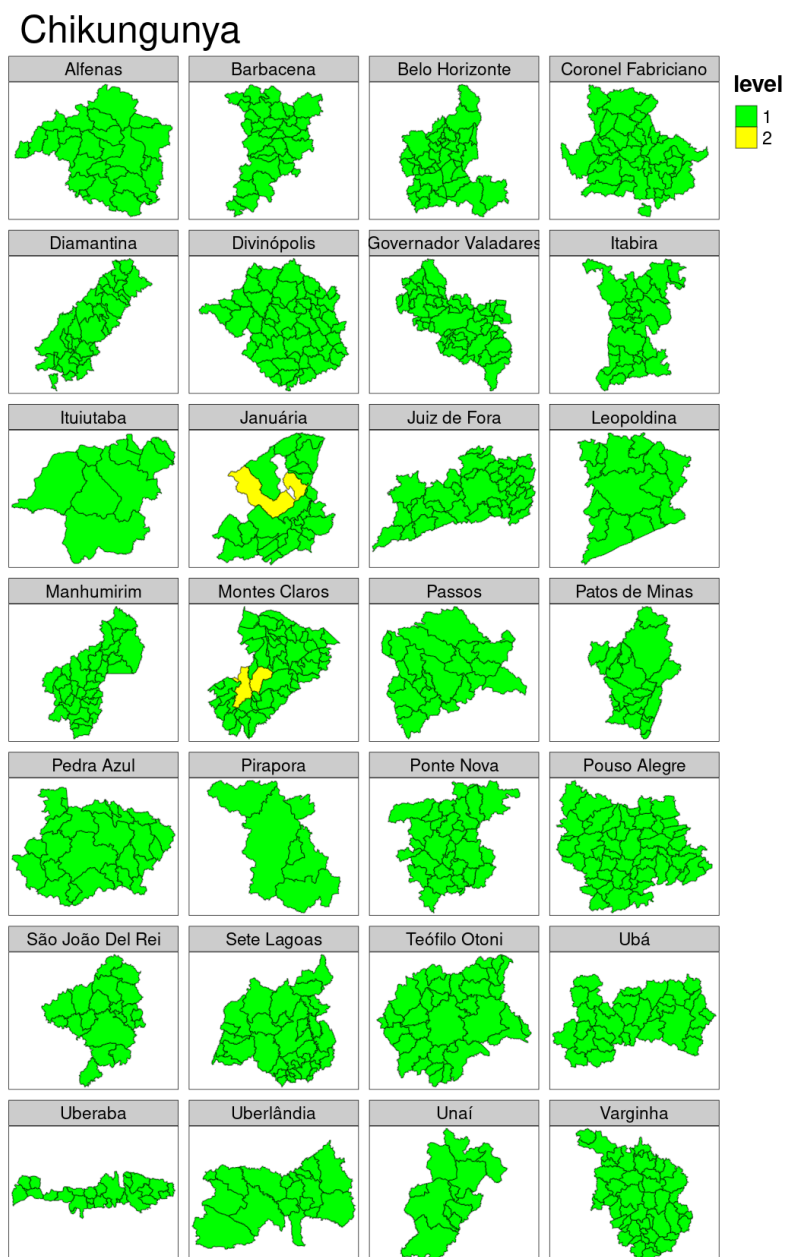 Chikungunya
Alfenas
Barbacena
Belo Horizonte
Coronel Fabriciano
level
1
2
Diamantina
Divinópolis
Governador Valadares
Itabira
Ituiutaba
Januária
Juiz de Fora
Leopoldina
Manhumirim
Montes Claros
Passos
Patos de Minas
Pedra Azul
Pirapora
Ponte Nova
Pouso Alegre
São João Del Rei
Sete Lagoas
Teófilo Otoni
Ubá
Uberaba
Uberlândia
Unaí
Varginha